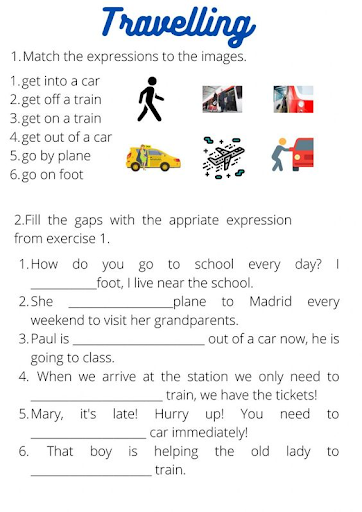 Travelling
1.Match the expressions to the images.
1.get into a car
2.get off a train
3.get on a train
4.get out of a car
5.go by plane
6.go on foot
2.Fill the gaps with the appriate expression
from exercise 1.
1.How do you go to school every day? I
___________foot, I live near the school.
2.She _________________plane to Madrid every
weekend to visit her grandparents.
3.Paul is ______________________ out of a car now, he is
going to class.
4. When we arrive at the station we only need to
______________________ train, we have the tickets!
5.Mary, it's late! Hurry up! You need to
___________________ car immediately!
6. That boy is helping the old lady to
____________________ train.